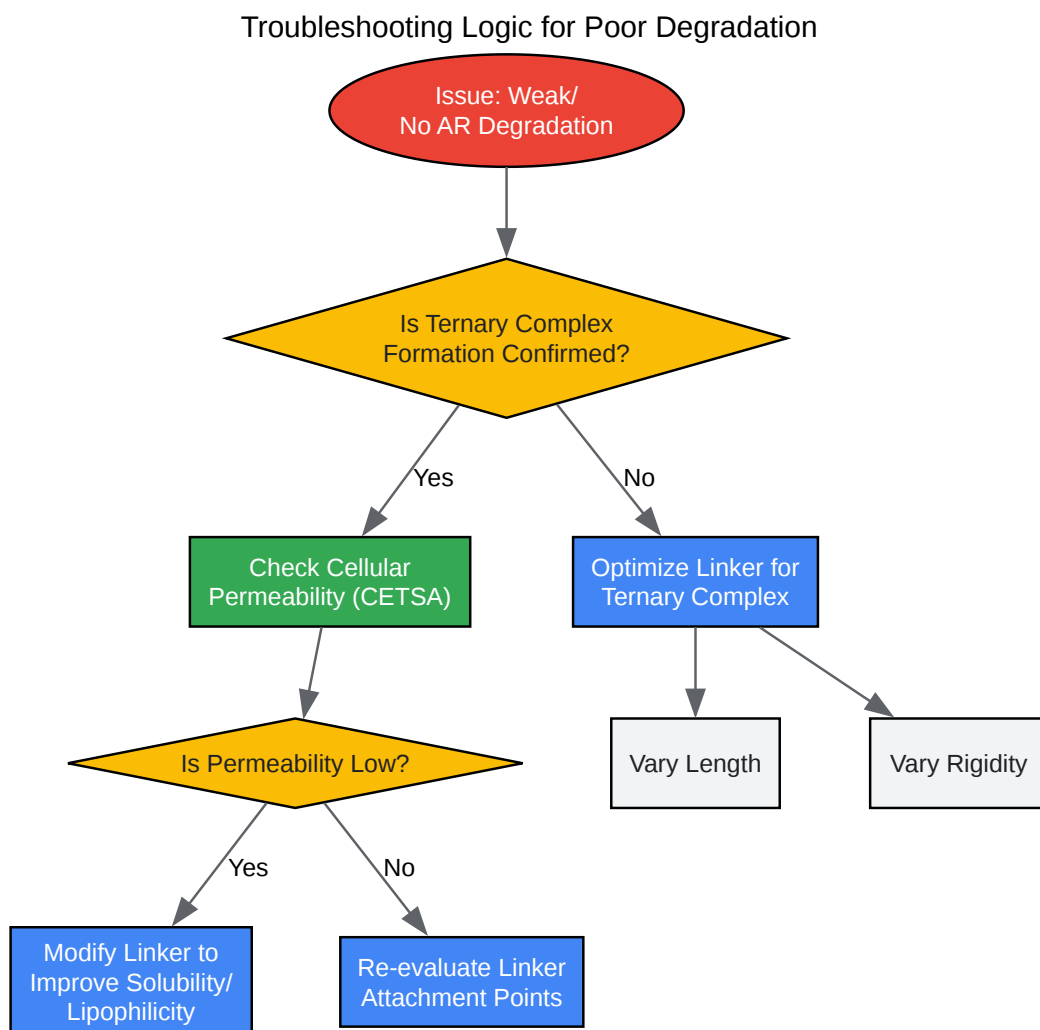 Troubleshooting Logic for Poor Degradation
Issue: Weak/
No AR Degradation
Is Ternary Complex
Formation Confirmed?
Yes
No
Check Cellular
Permeability (CETSA)
Optimize Linker for
Ternary Complex
Is Permeability Low?
Vary Length
Vary Rigidity
Yes
No
Modify Linker to
Improve Solubility/
Lipophilicity
Re-evaluate Linker
Attachment Points